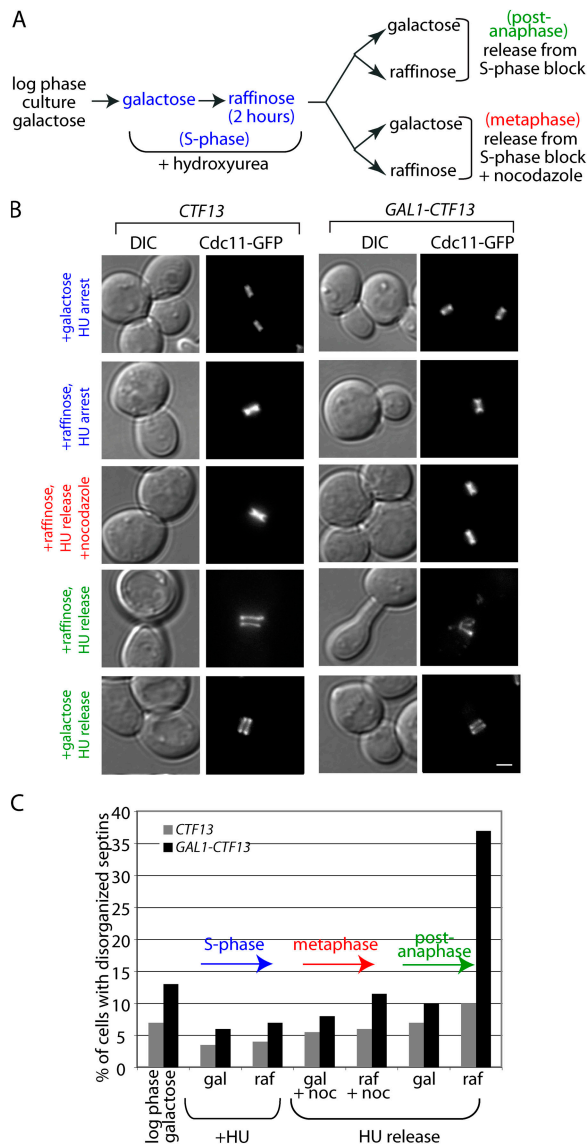 A
log phase
culture
galactose
galactose
raffinose
(2 hours)
(S-phase)
+ hydroxyurea
galactose
raffinose
(post-
anaphase)
release from
S-phase block
galactose
raffinose
(metaphase)
release from
S-phase block
+ nocodazole
B
CTF13
GAL1-CTF13
DIC
Cdc11-GFP
DIC
Cdc11-GFP
+galactose
HU arrest
+raffinose,
HU arrest
+raffinose,
HU release
+nocodazole
+raffinose,
HU release
+galactose
HU release
C
% of cells with disorganized septins
40
35
30
25
20
15
10
5
0
CTF13
GAL1-CTF13
S-phase
metaphase
post-
anaphase
log phase
galactose
gal
raf
gal
+ noc
raf
+ noc
gal
raf
+HU
HU release